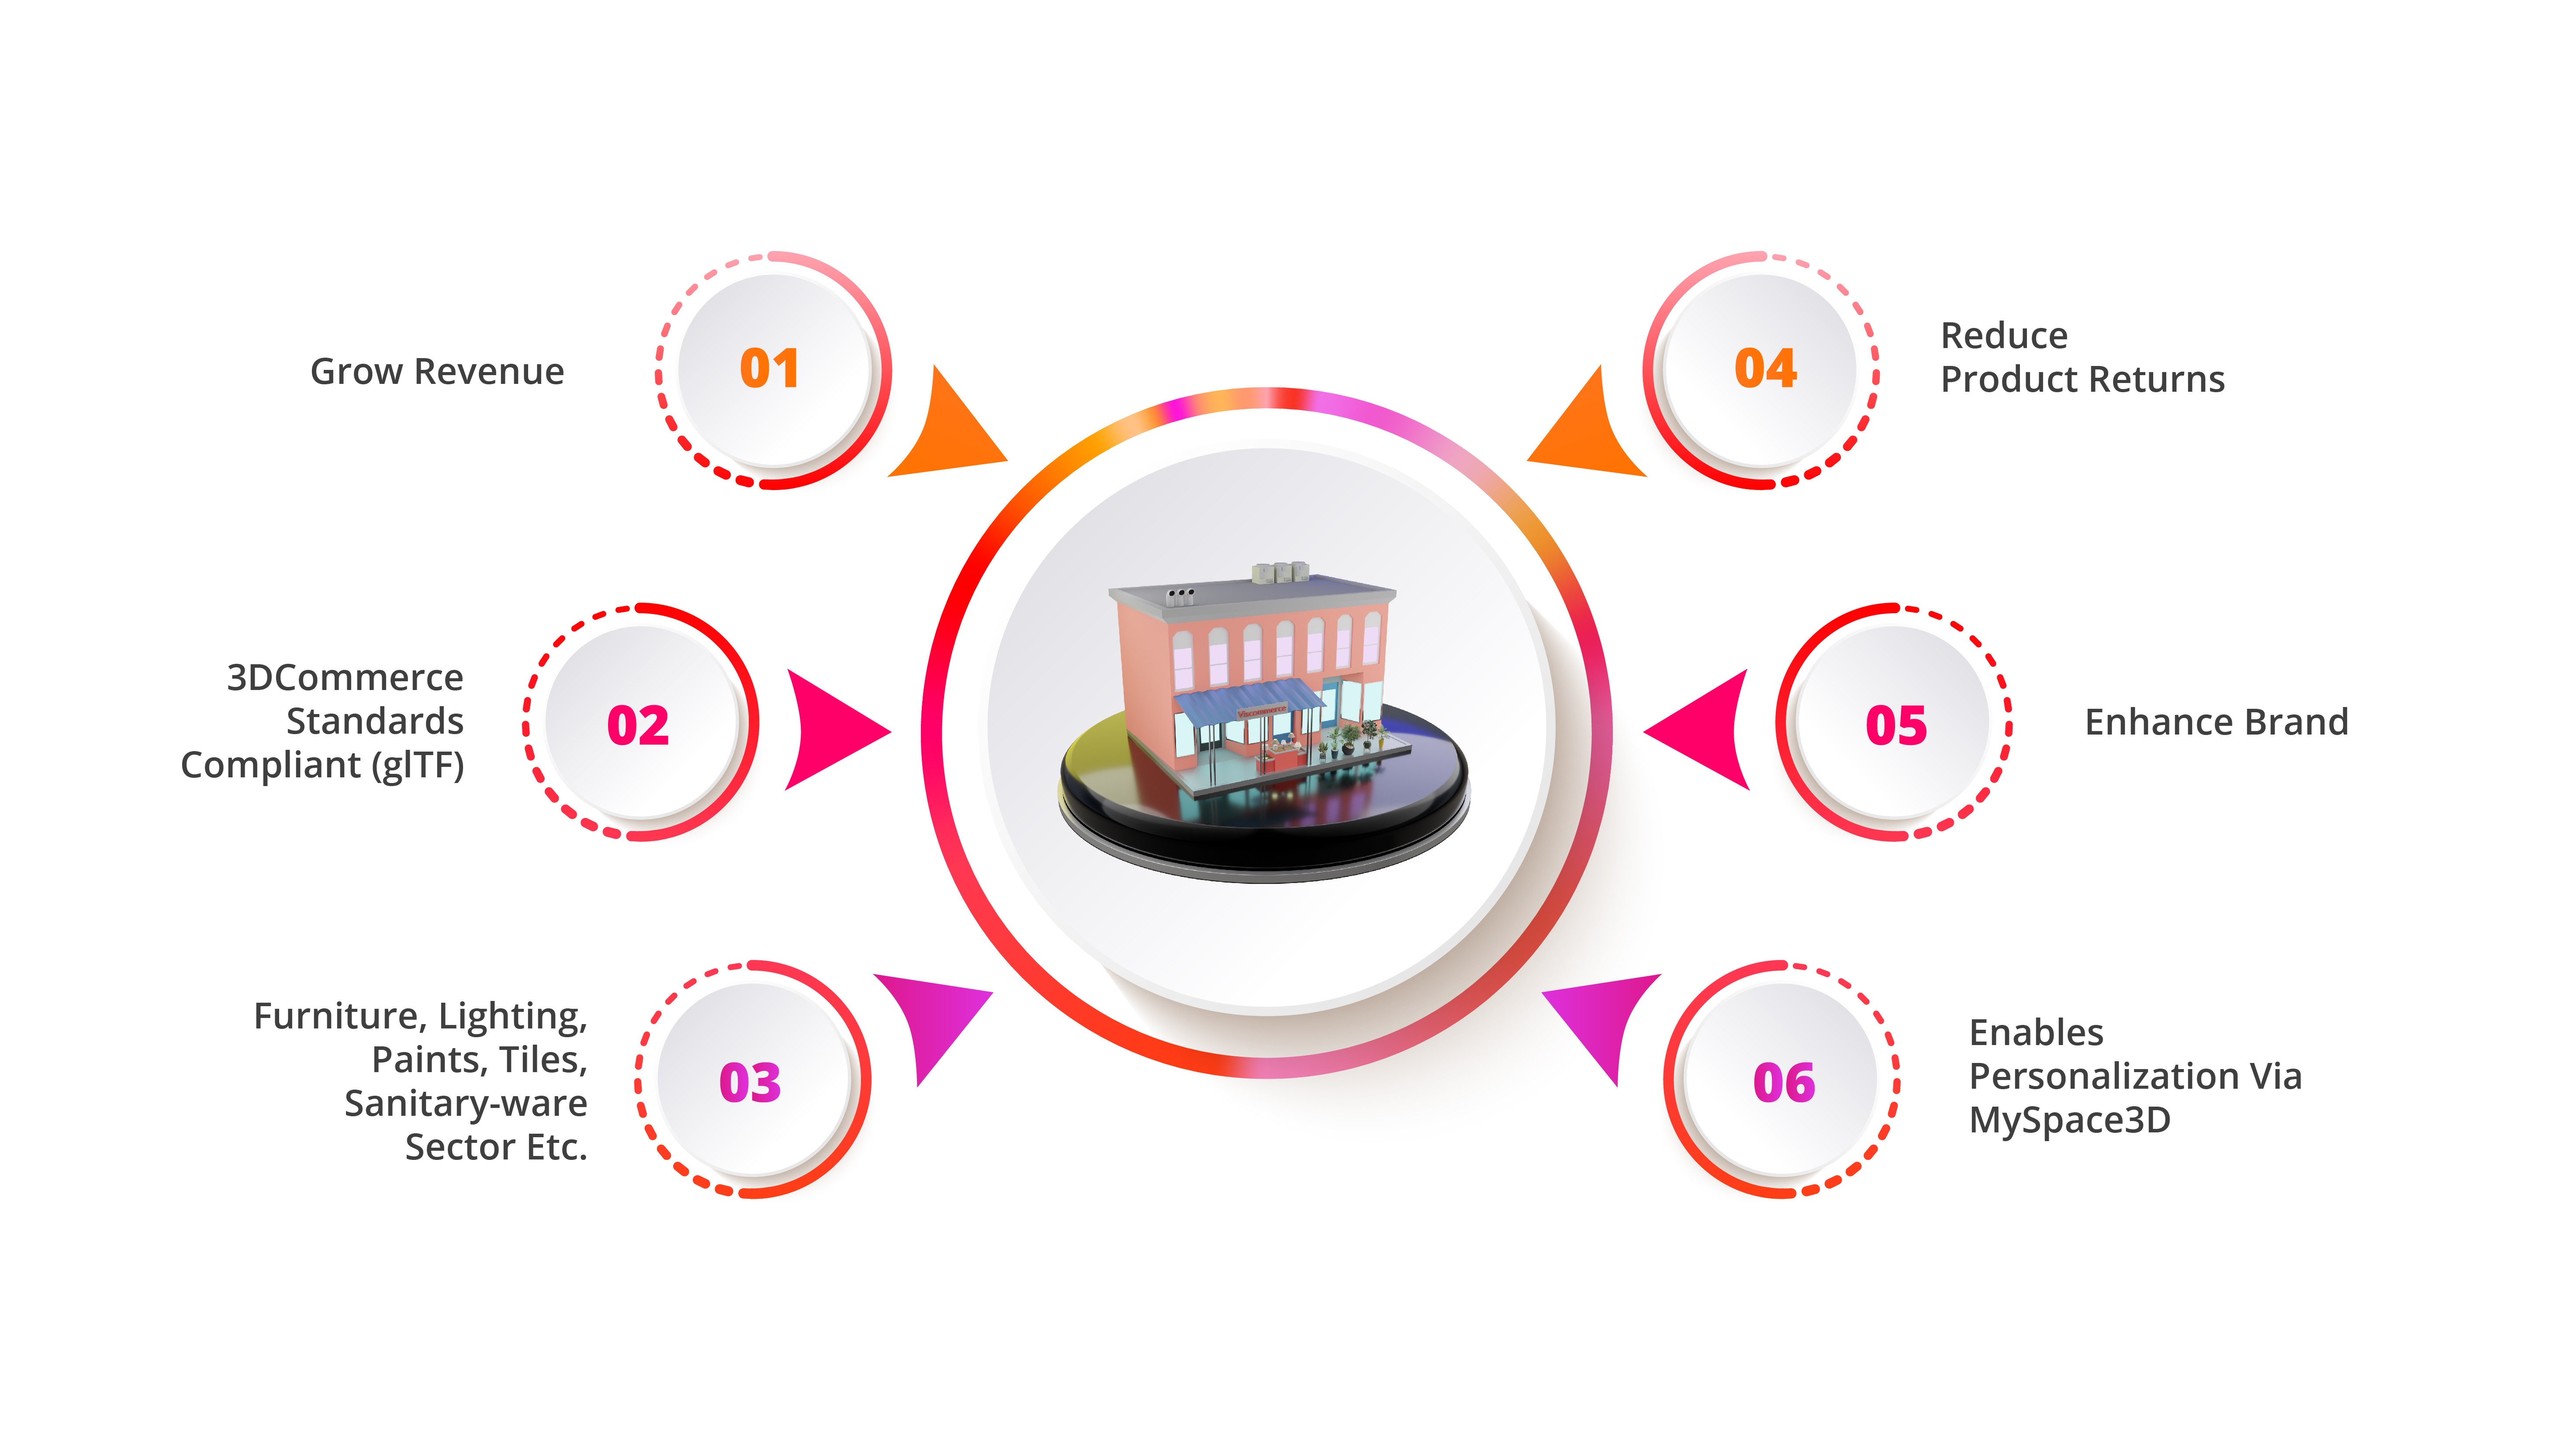 Grow Revenue
01
3DCommerce
Standards
Compliant (glTF)
02
Furniture, Lighting,
Paints, Tiles,
Sanitary-ware
Sector Etc.
03
Viscommerce
04
Reduce
Product Returns
05
Enhance Brand
06
Enables
Personalization Via
MySpace3D